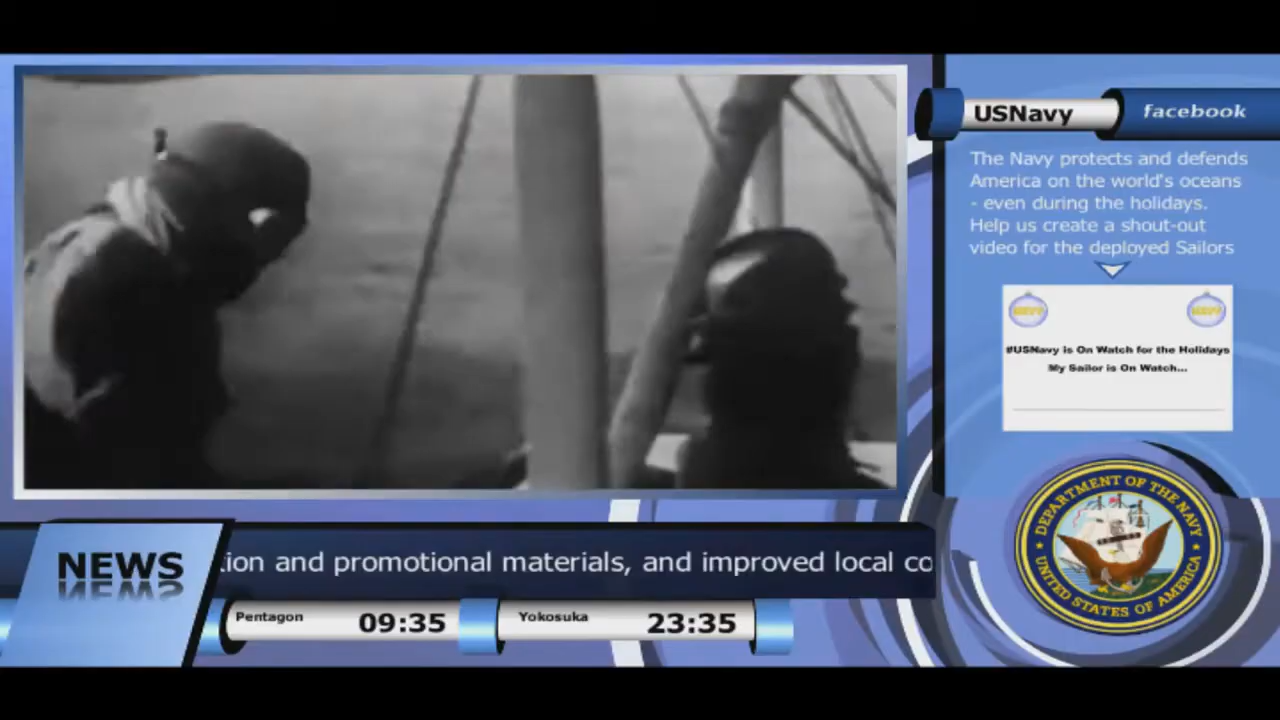 USNavy
facebook
The Navy protects and defends
America on the world's oceans
- even during the holidays.
Help us create a shout-out
video for the deployed Sailors
#USNavy is On Watch for the Holidays
My Sailor is On Watch...
DEPARTMENT OF THE NAVY
UNITED STATES OF AMERICA
NEWS
tion and promotional materials, and improved local co
Pentagon
09:35
Yokosuka
23:35